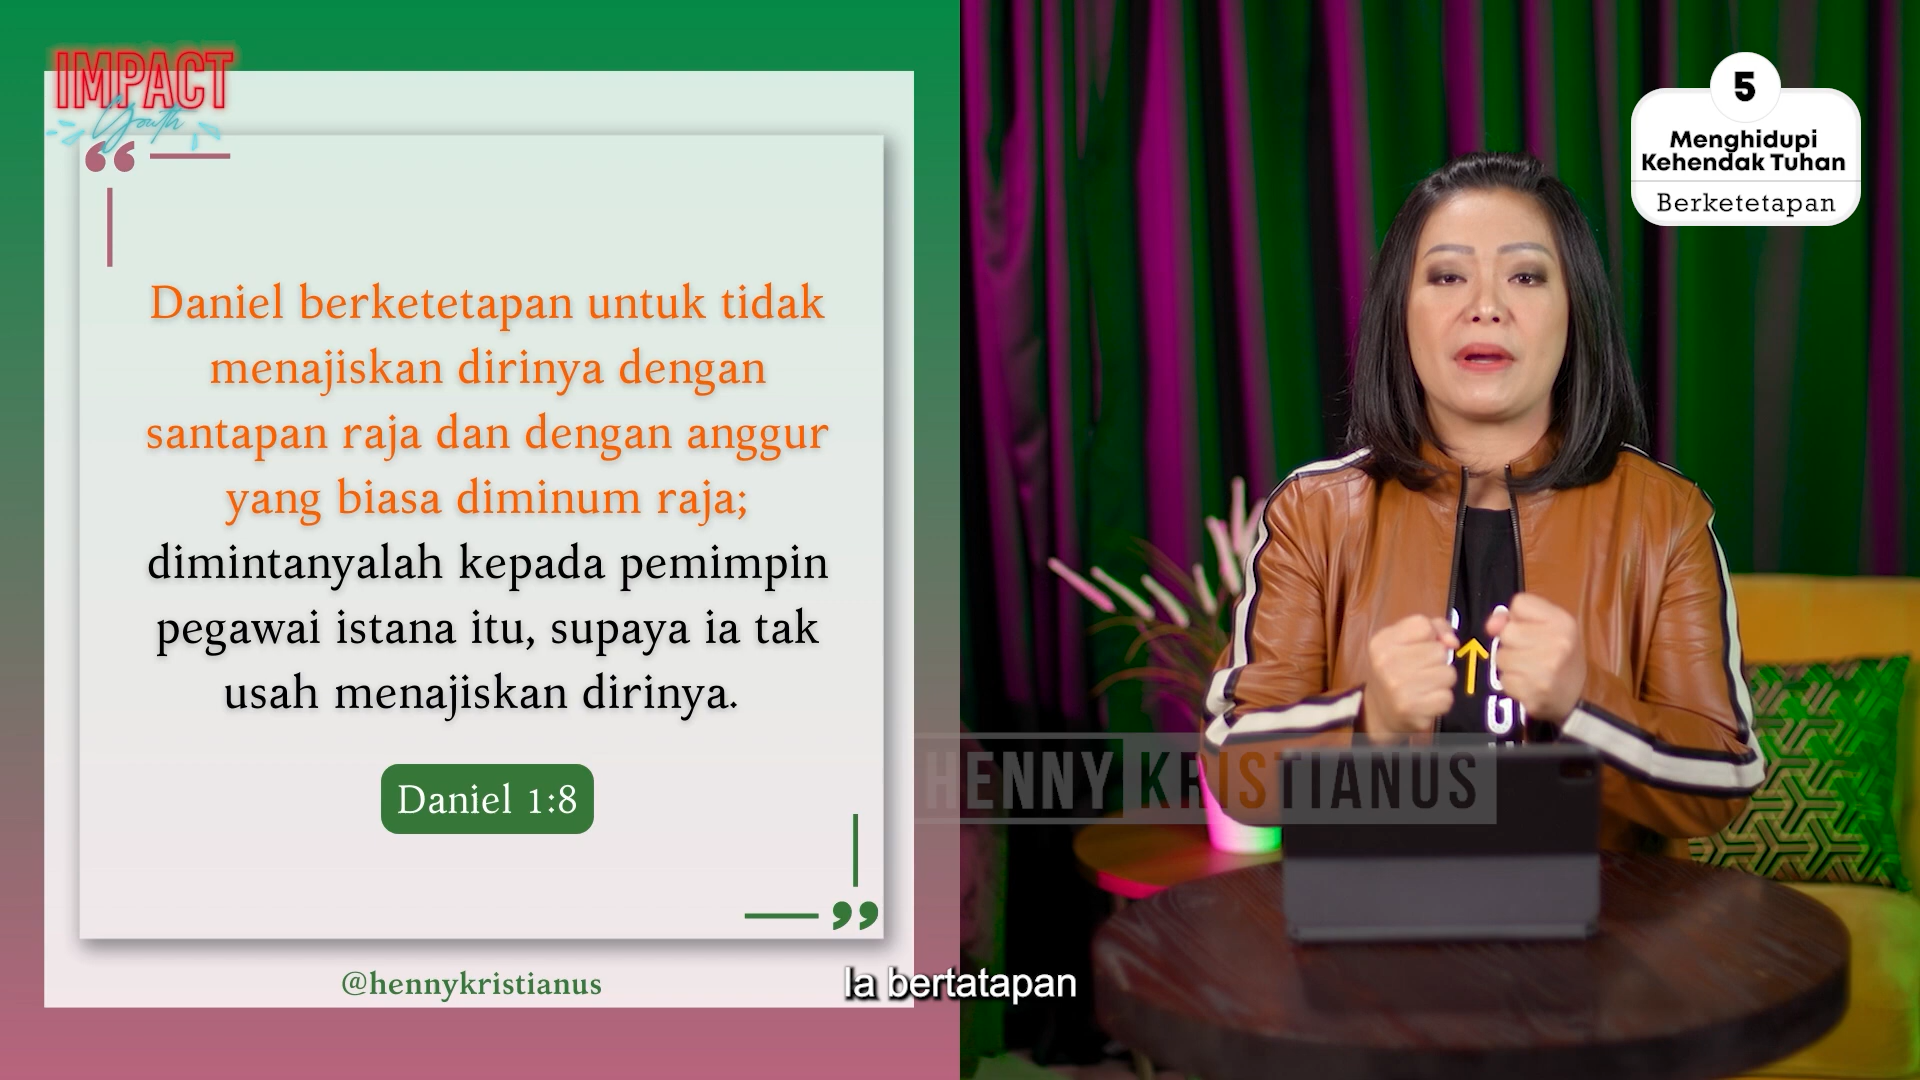 IMPACT
Youth
Daniel berketetapan untuk tidak
menajiskan dirinya dengan
santapan raja dan dengan anggur
yang biasa diminum raja;
dimintanyalah kepada pemimpin
pegawai istana itu, supaya ia tak
usah menajiskan dirinya.
Daniel 1:8
@hennykristianus
5
Menghidupi
Kehendak Tuhan
Berketetapan
HENNY KRISTIANUS
Ia bertatapan